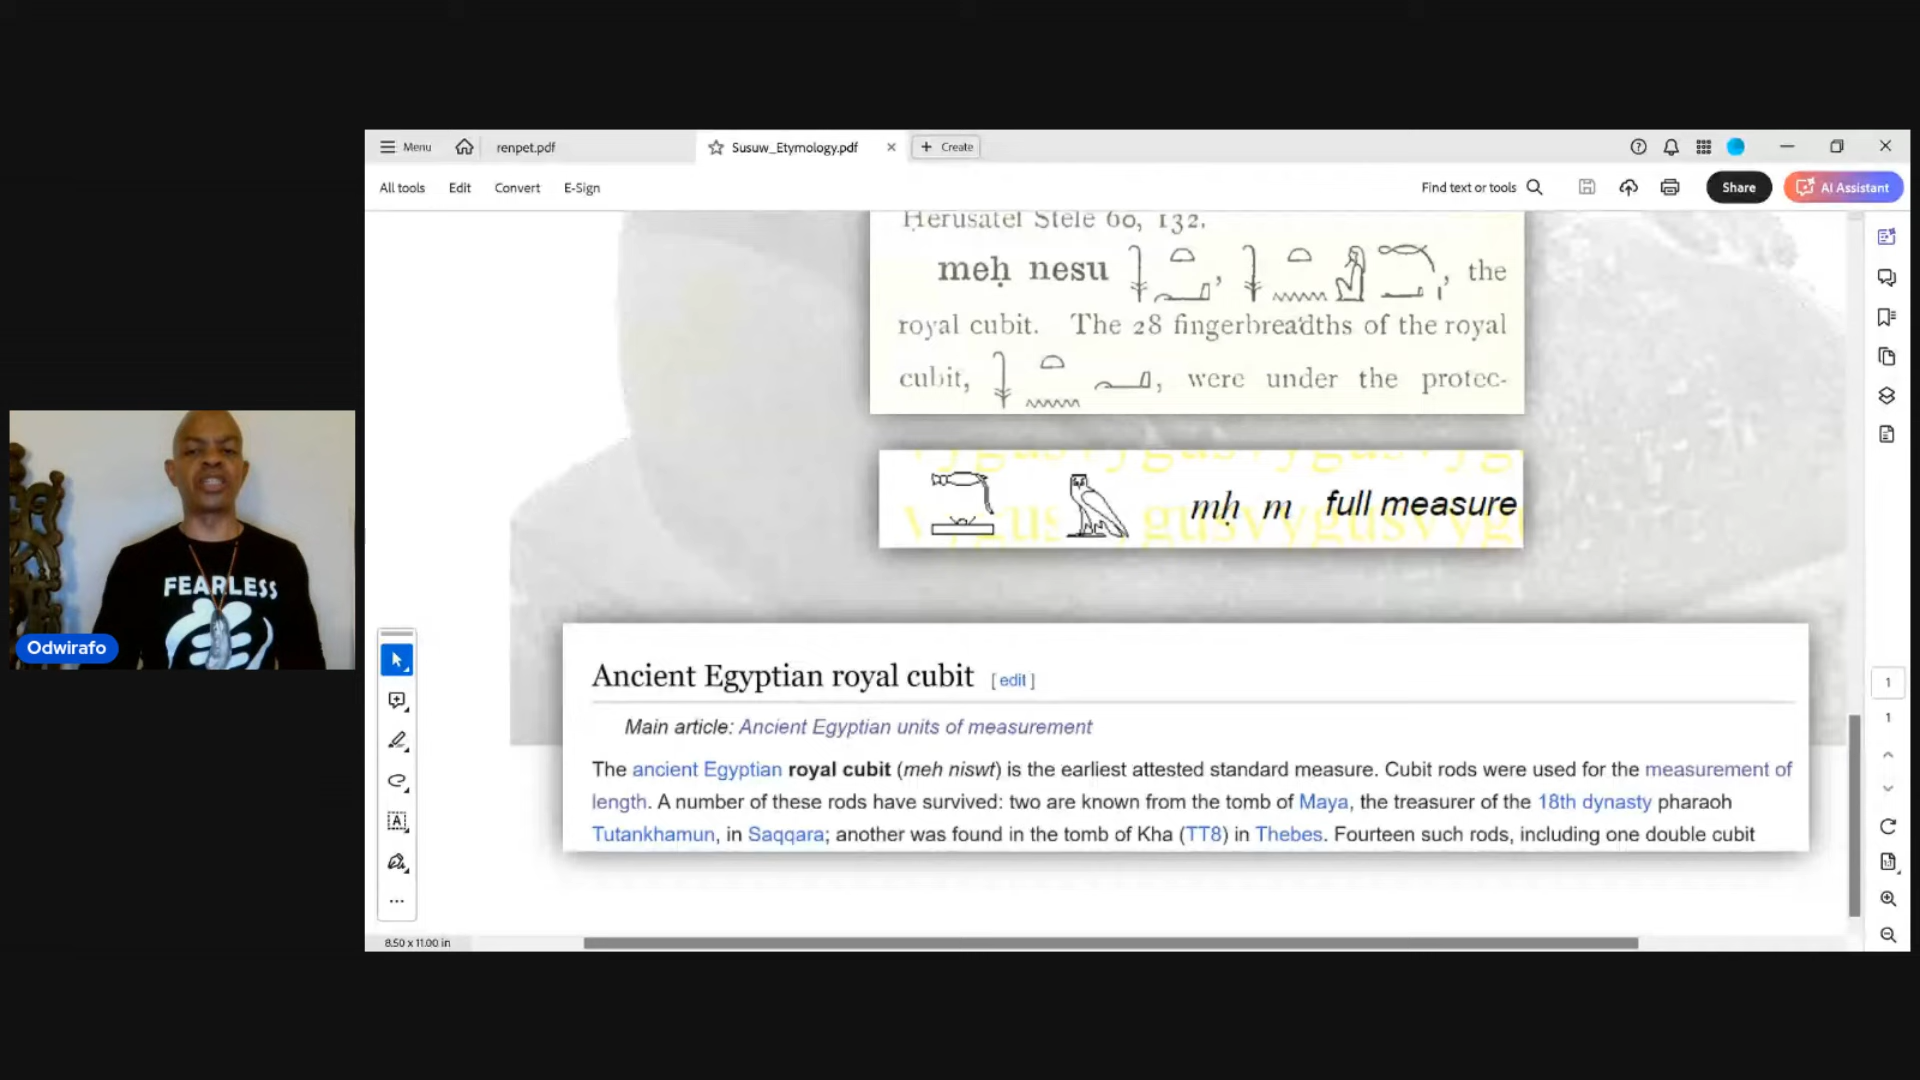 Menu
renpet.pdf
Susuw_Etymology.pdf
Create
All tools
Edit
Convert
E-Sign
Find text or tools
Share
AI Assistant
Ḥerusatef Stele 60, 132.
meḥ nesu , , the
royal cubit. The 28 fingerbreadths of the royal
cubit, , were under the protec-
mḥ m full measure
Ancient Egyptian royal cubit [ edit ]
Main article: Ancient Egyptian units of measurement
The ancient Egyptian royal cubit (meh niswt) is the earliest attested standard measure. Cubit rods were used for the measurement of
length. A number of these rods have survived: two are known from the tomb of Maya, the treasurer of the 18th dynasty pharaoh
Tutankhamun, in Saqqara; another was found in the tomb of Kha (TT8) in Thebes. Fourteen such rods, including one double cubit
FEARLESS
Odwirafo
1
1
8.50 x 11.00 in